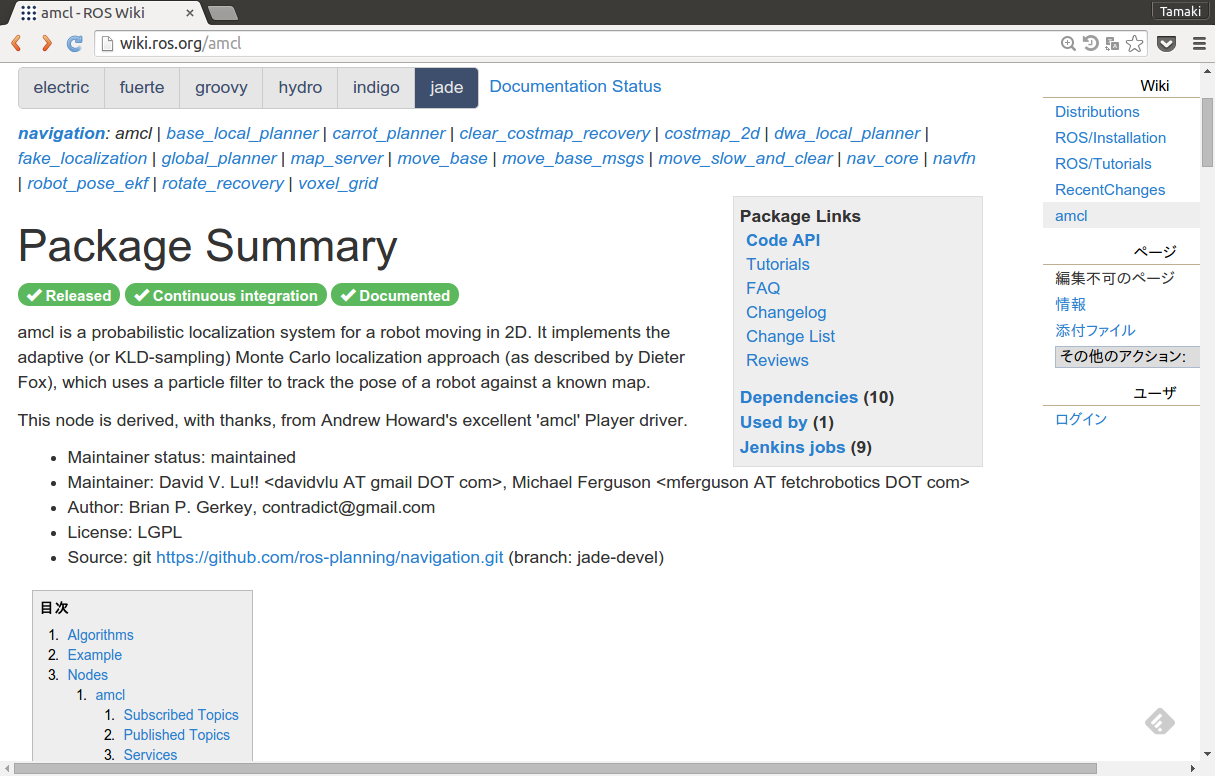 amcl - ROS Wiki
Tamaki
wiki.ros.org/amcl
electric fuerte groovy hydro indigo jade Documentation Status
navigation: amcl | base_local_planner | carrot_planner | clear_costmap_recovery | costmap_2d | dwa_local_planner |
fake_localization | global_planner | map_server | move_base | move_base_msgs | move_slow_and_clear | nav_core | navfn
| robot_pose_ekf | rotate_recovery | voxel_grid
Package Summary
Released Continuous integration Documented
amcl is a probabilistic localization system for a robot moving in 2D. It implements the
adaptive (or KLD-sampling) Monte Carlo localization approach (as described by Dieter
Fox), which uses a particle filter to track the pose of a robot against a known map.
This node is derived, with thanks, from Andrew Howard's excellent 'amcl' Player driver.
Package Links
Code API
Tutorials
FAQ
Changelog
Change List
Reviews
Dependencies (10)
Used by (1)
Jenkins jobs (9)
• Maintainer status: maintained
• Maintainer: David V. Lu!! <davidvlu AT gmail DOT com>, Michael Ferguson <mferguson AT fetchrobotics DOT com>
• Author: Brian P. Gerkey, contradict@gmail.com
• License: LGPL
• Source: git https://github.com/ros-planning/navigation.git (branch: jade-devel)
目次
1. Algorithms
2. Example
3. Nodes
1. amcl
1. Subscribed Topics
2. Published Topics
3. Services
Wiki
Distributions
ROS/Installation
ROS/Tutorials
RecentChanges
amcl
ページ
編集不可のページ
情報
添付ファイル
その他のアクション:
ユーザ
ログイン